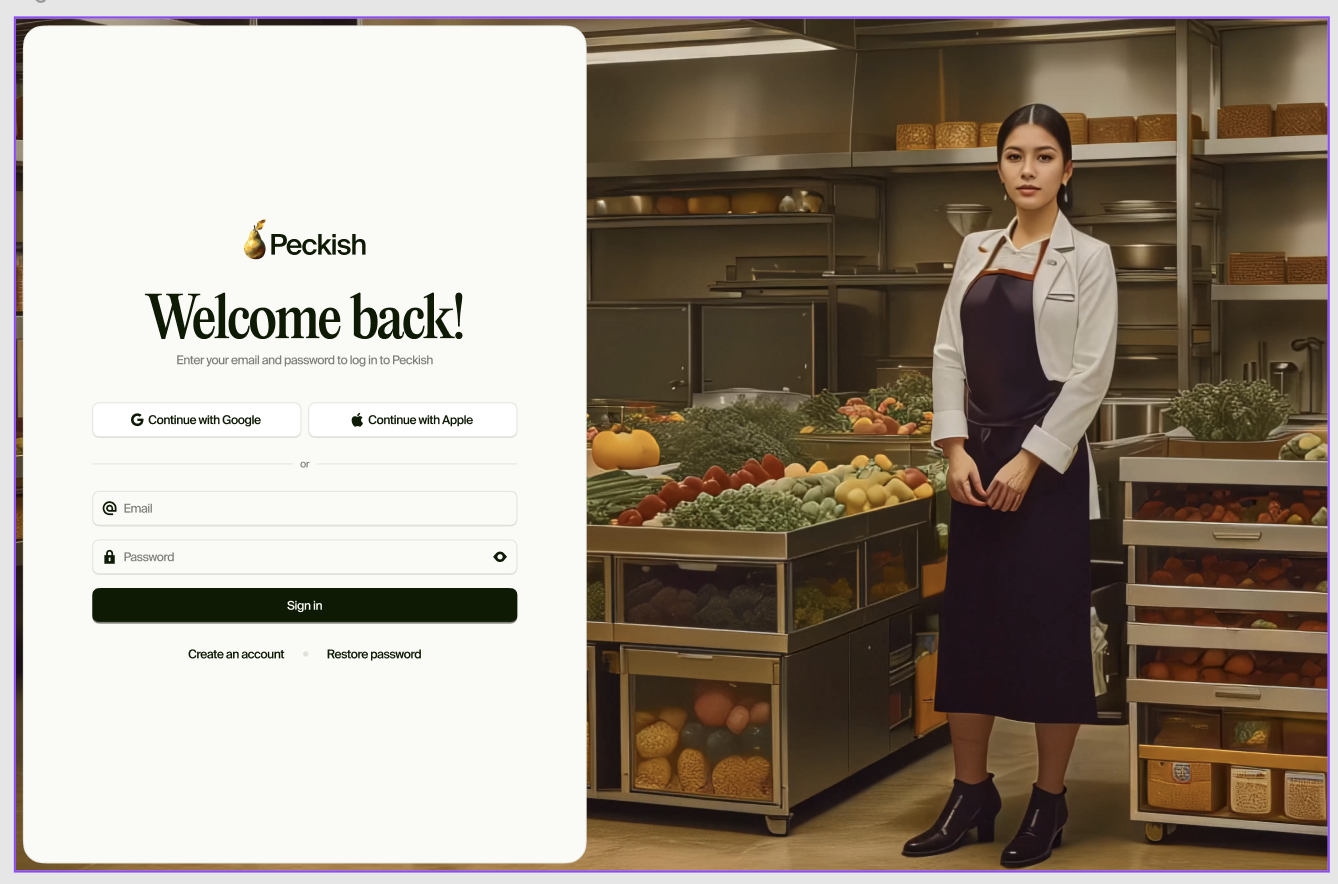 Peckish
Welcome back!
Enter your email and password to log in to Peckish
Continue with Google
Continue with Apple
or
Email
Password
Sign in
Create an account
Restore password